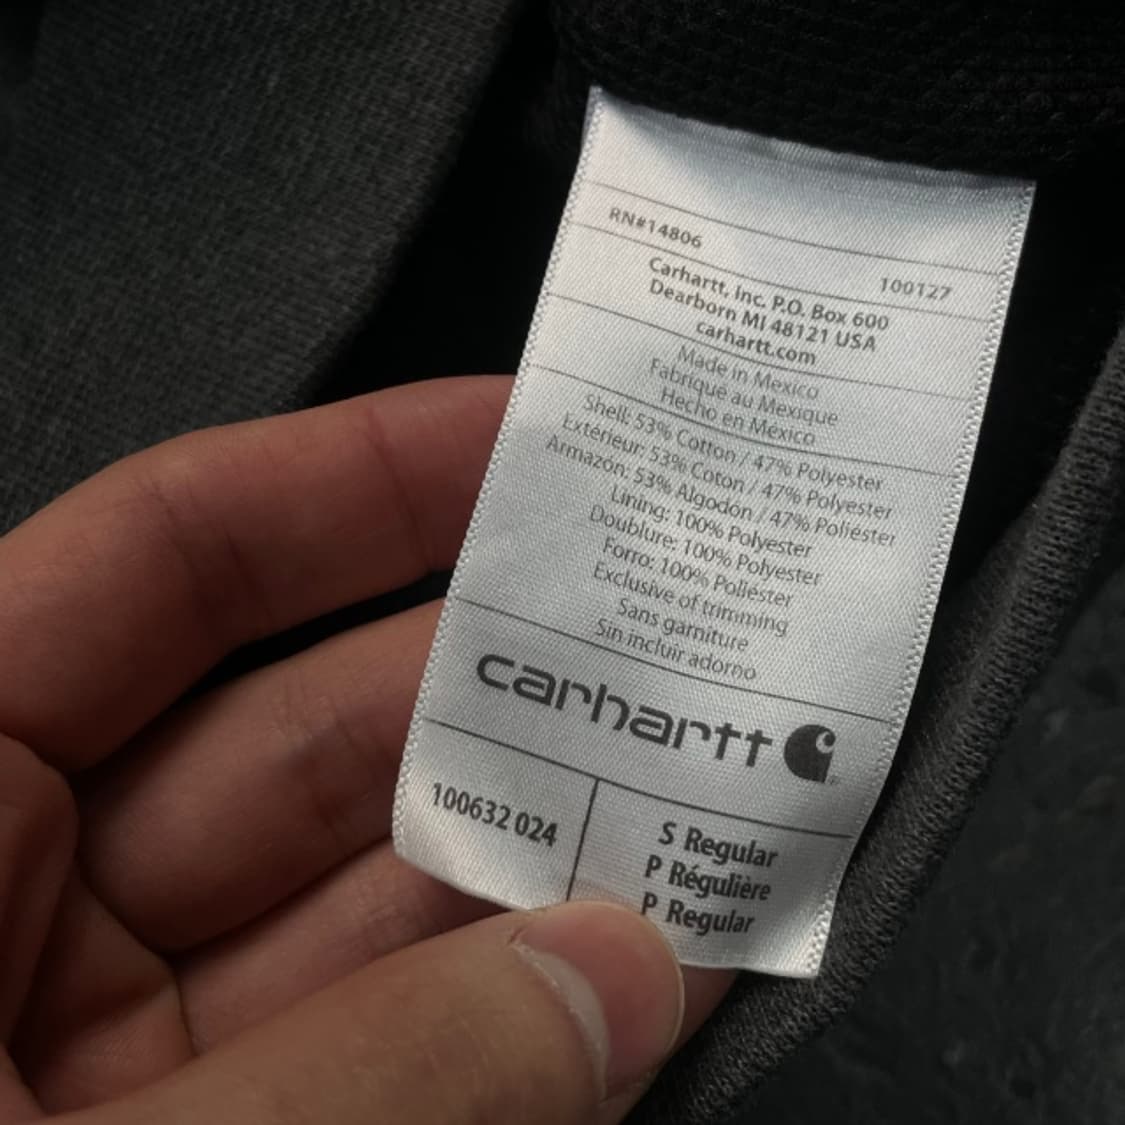 RN#14806
100127
Carhartt, Inc. P.O. Box 600
Dearborn MI 48121 USA
carhartt.com
Made in Mexico
Fabriqué au Mexique
Hecho en México
Shell: 53% Cotton / 47% Polyester
Extérieur: 53% Coton / 47% Polyester
Armazón: 53% Algodón / 47% Poliéster
Lining: 100% Polyester
Doublure: 100% Polyester
Forro: 100% Poliéster
Exclusive of trimming
Sans garniture
Sin incluir adorno
carhartt
100632 024
S Regular
P Régulière
P Regular